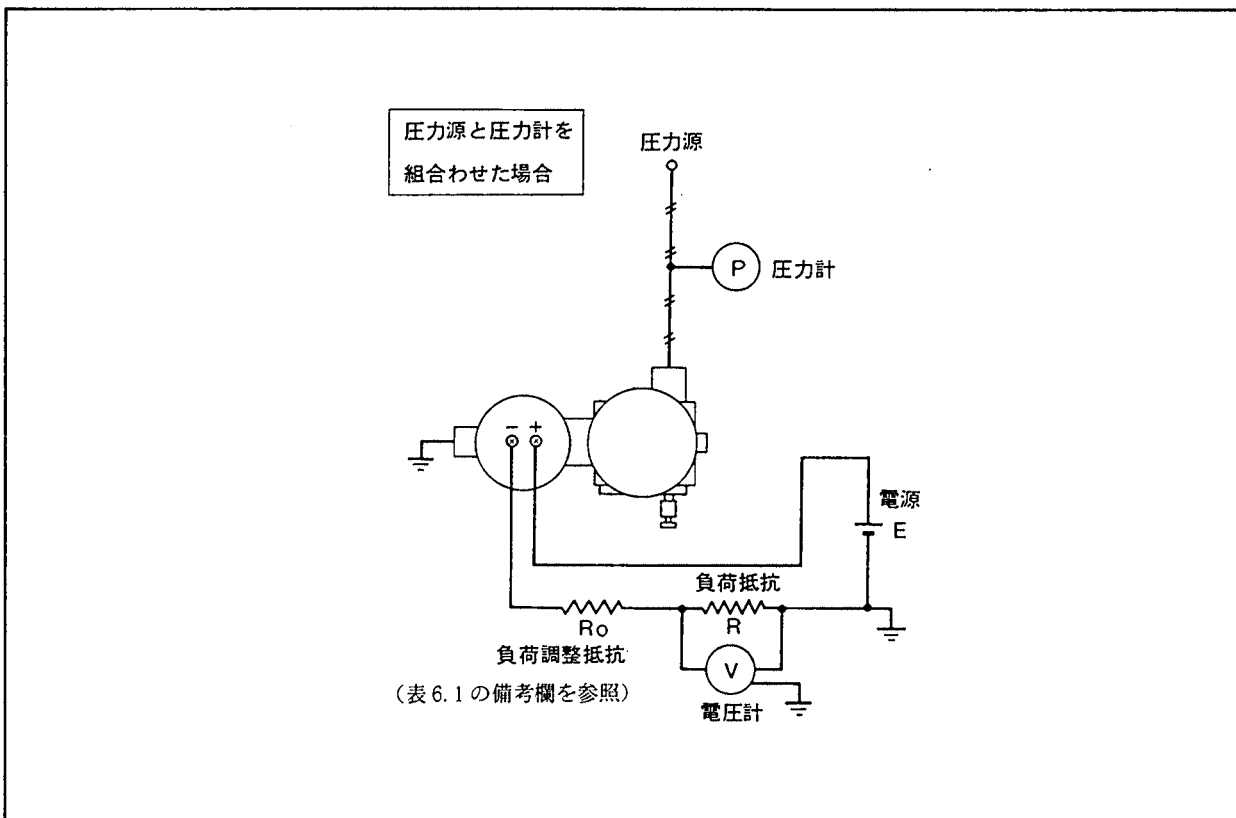 圧力源と圧力計を
組合わせた場合
圧力源
P
圧力計
- +
電源
E
負荷抵抗
Ro
R
負荷調整抵抗
V
(表6.1の備考欄を参照)
電圧計